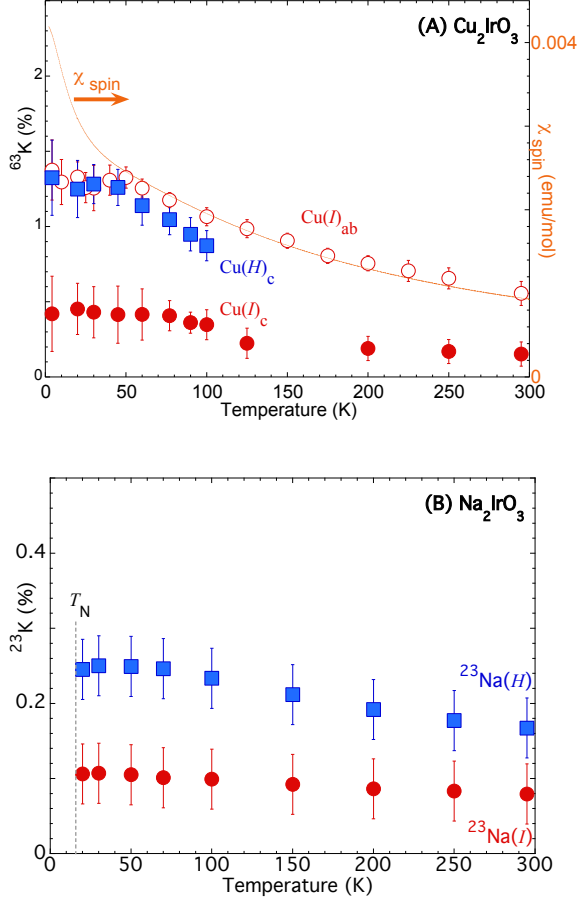 (A) Cu₂IrO₃
2
1
0
⁶³K (%)
0.004
0
χ spin (emu/mol)
χ spin
Cu(I)ab
Cu(H)c
Cu(I)c
0 50 100 150 200 250 300
Temperature (K)
(B) Na₂IrO₃
0.4
0.2
0
²³K (%)
TN
²³Na(H)
²³Na(I)
0 50 100 150 200 250 300
Temperature (K)